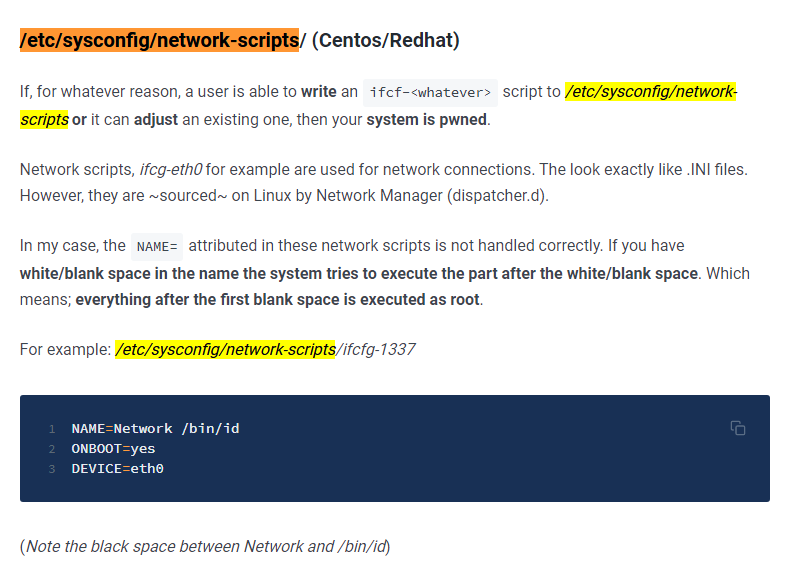 /etc/sysconfig/network-scripts/ (Centos/Redhat)
If, for whatever reason, a user is able to write an ifcf-<whatever> script to /etc/sysconfig/network-
scripts or it can adjust an existing one, then your system is pwned.
Network scripts, ifcg-eth0 for example are used for network connections. The look exactly like .INI files.
However, they are ~sourced~ on Linux by Network Manager (dispatcher.d).
In my case, the NAME= attributed in these network scripts is not handled correctly. If you have
white/blank space in the name the system tries to execute the part after the white/blank space. Which
means; everything after the first blank space is executed as root.
For example: /etc/sysconfig/network-scripts/ifcfg-1337
1 NAME=Network /bin/id
2 ONBOOT=yes
3 DEVICE=eth0
(Note the black space between Network and /bin/id)